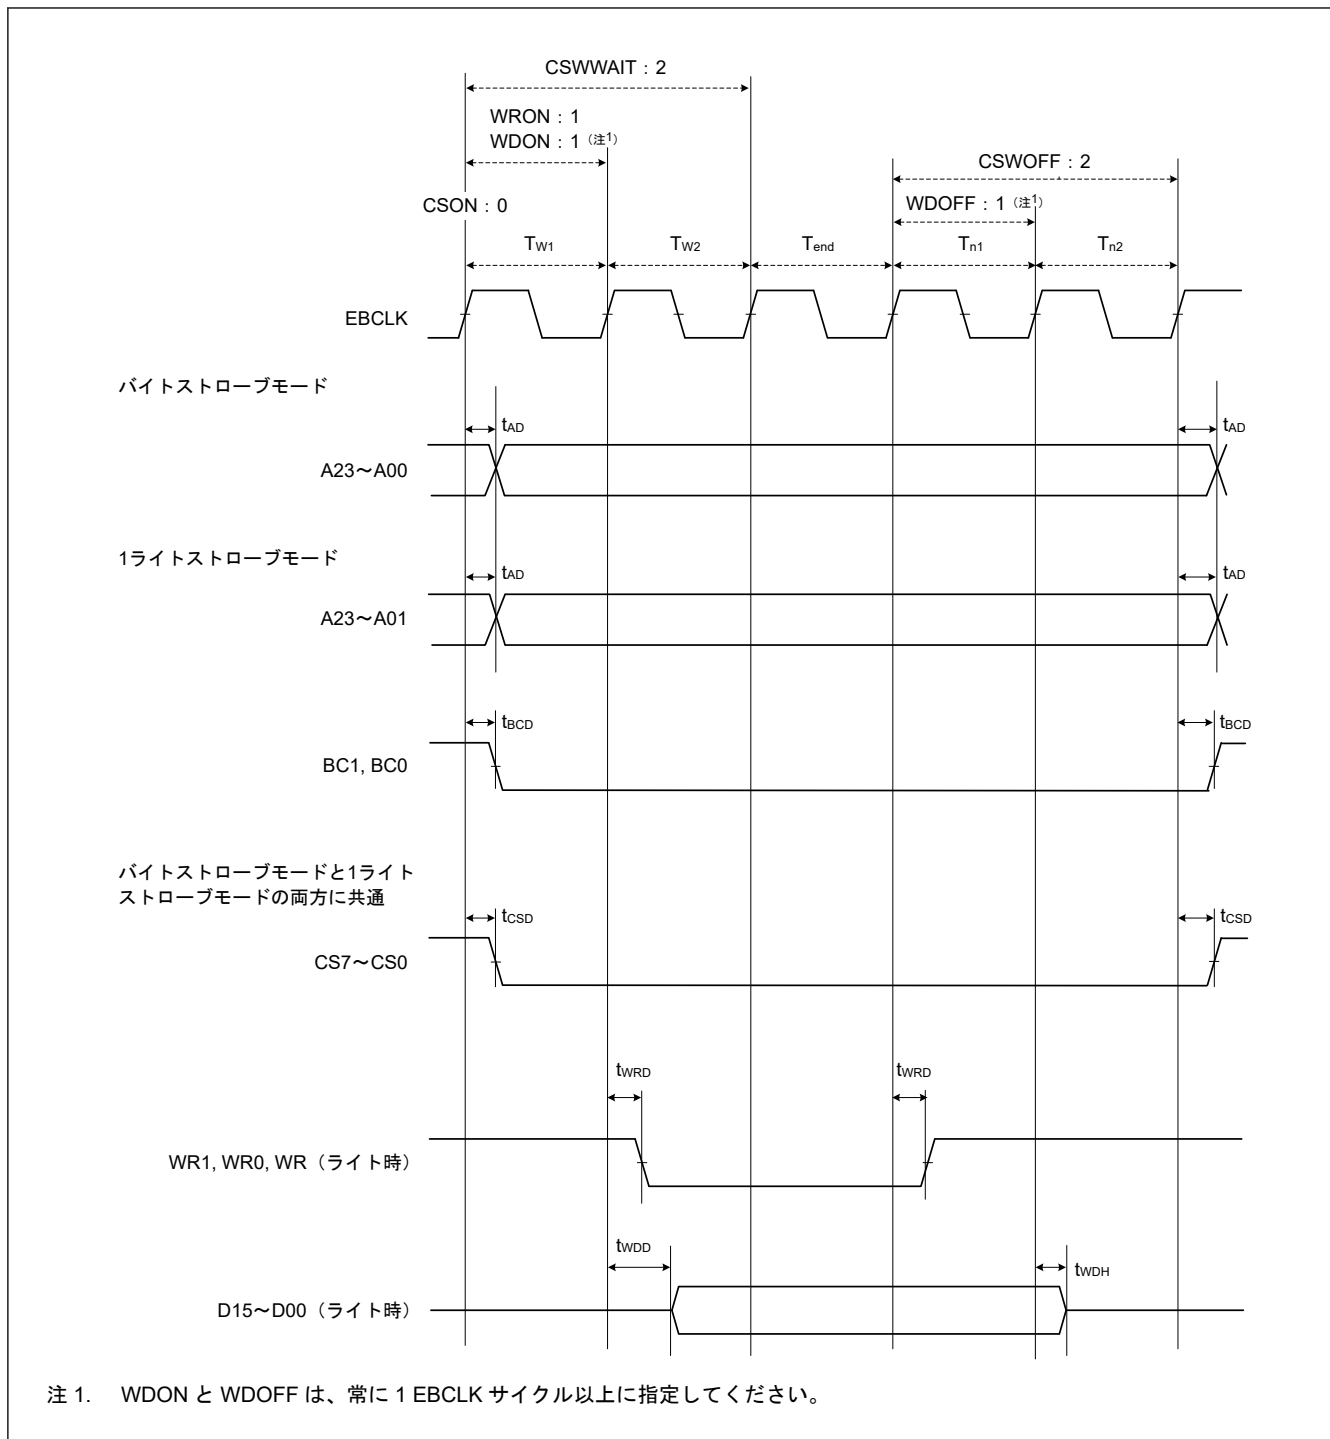 CSWWAIT : 2
WRON : 1
WDON : 1 (注1)
CSWOFF : 2
CSON : 0
WDOFF : 1 (注1)
TW1 TW2 Tend Tn1 Tn2
EBCLK
バイトストローブモード
tAD tAD
A23～A00
1ライトストローブモード
tAD tAD
A23～A01
tBCD tBCD
BC1, BC0
バイトストローブモードと1ライト
ストローブモードの両方に共通
tCSD tCSD
CS7～CS0
tWRD tWRD
WR1, WR0, WR（ライト時）
tWDD tWDH
D15～D00（ライト時）
注 1. WDON と WDOFF は、常に 1 EBCLK サイクル以上に指定してください。